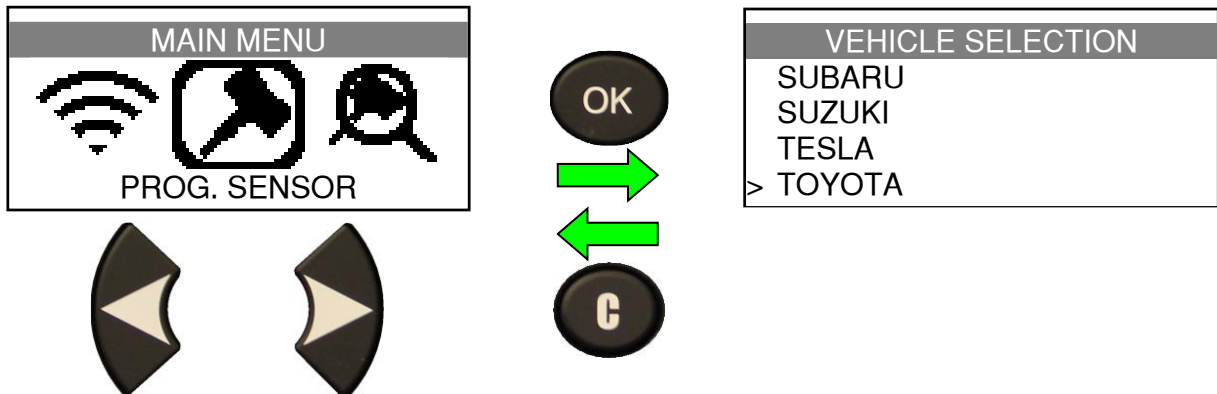 MAIN MENU
PROG. SENSOR
OK
C
VEHICLE SELECTION
SUBARU
SUZUKI
TESLA
> TOYOTA